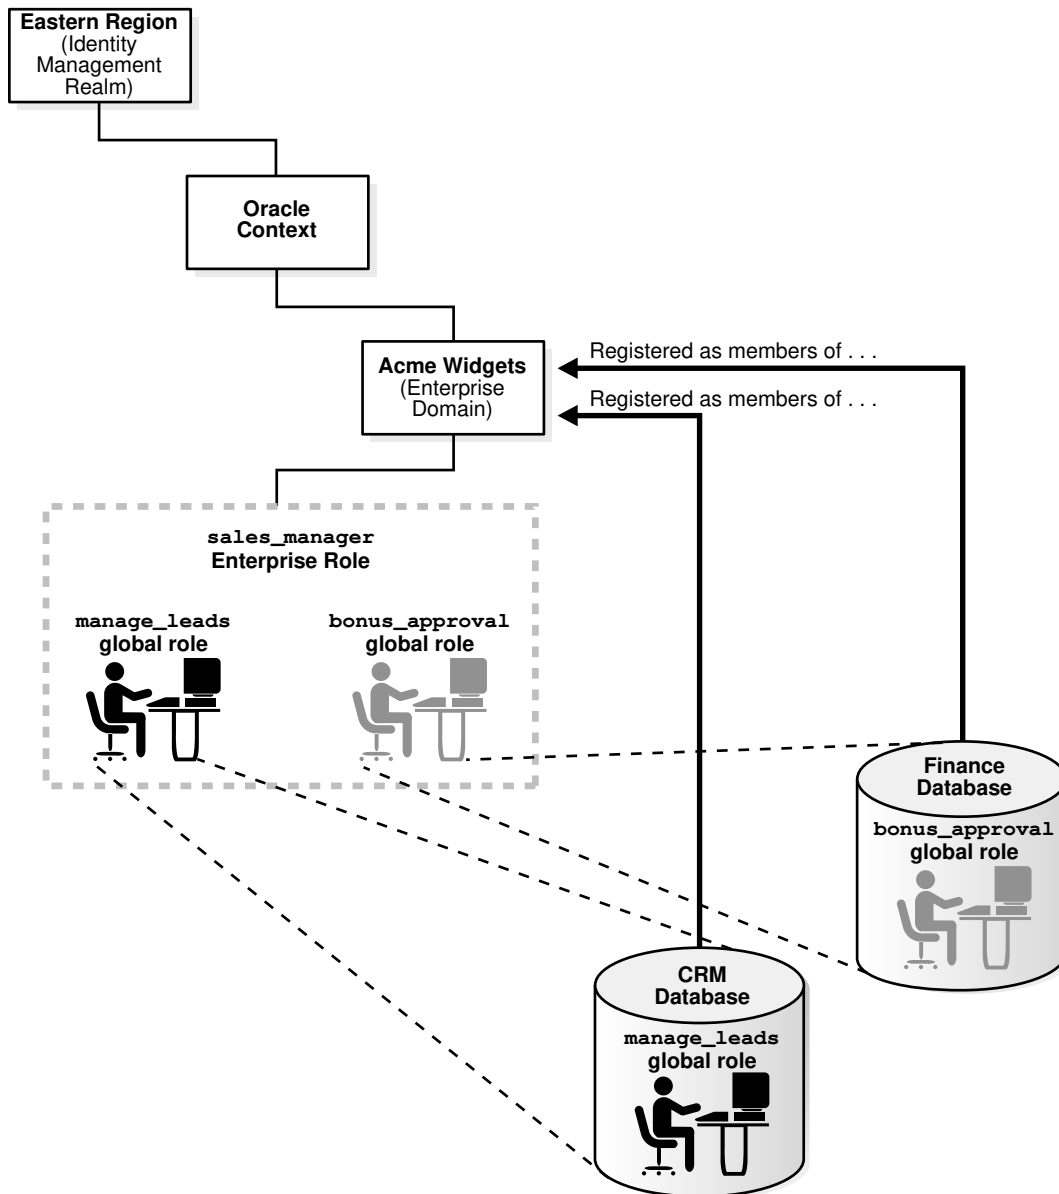 Eastern Region
(Identity
Management
Realm)
Oracle
Context
Acme Widgets
(Enterprise
Domain)
Registered as members of . . .
Registered as members of . . .
sales_manager
Enterprise Role
manage_leads
global role
bonus_approval
global role
Finance
Database
bonus_approval
global role
CRM
Database
manage_leads
global role